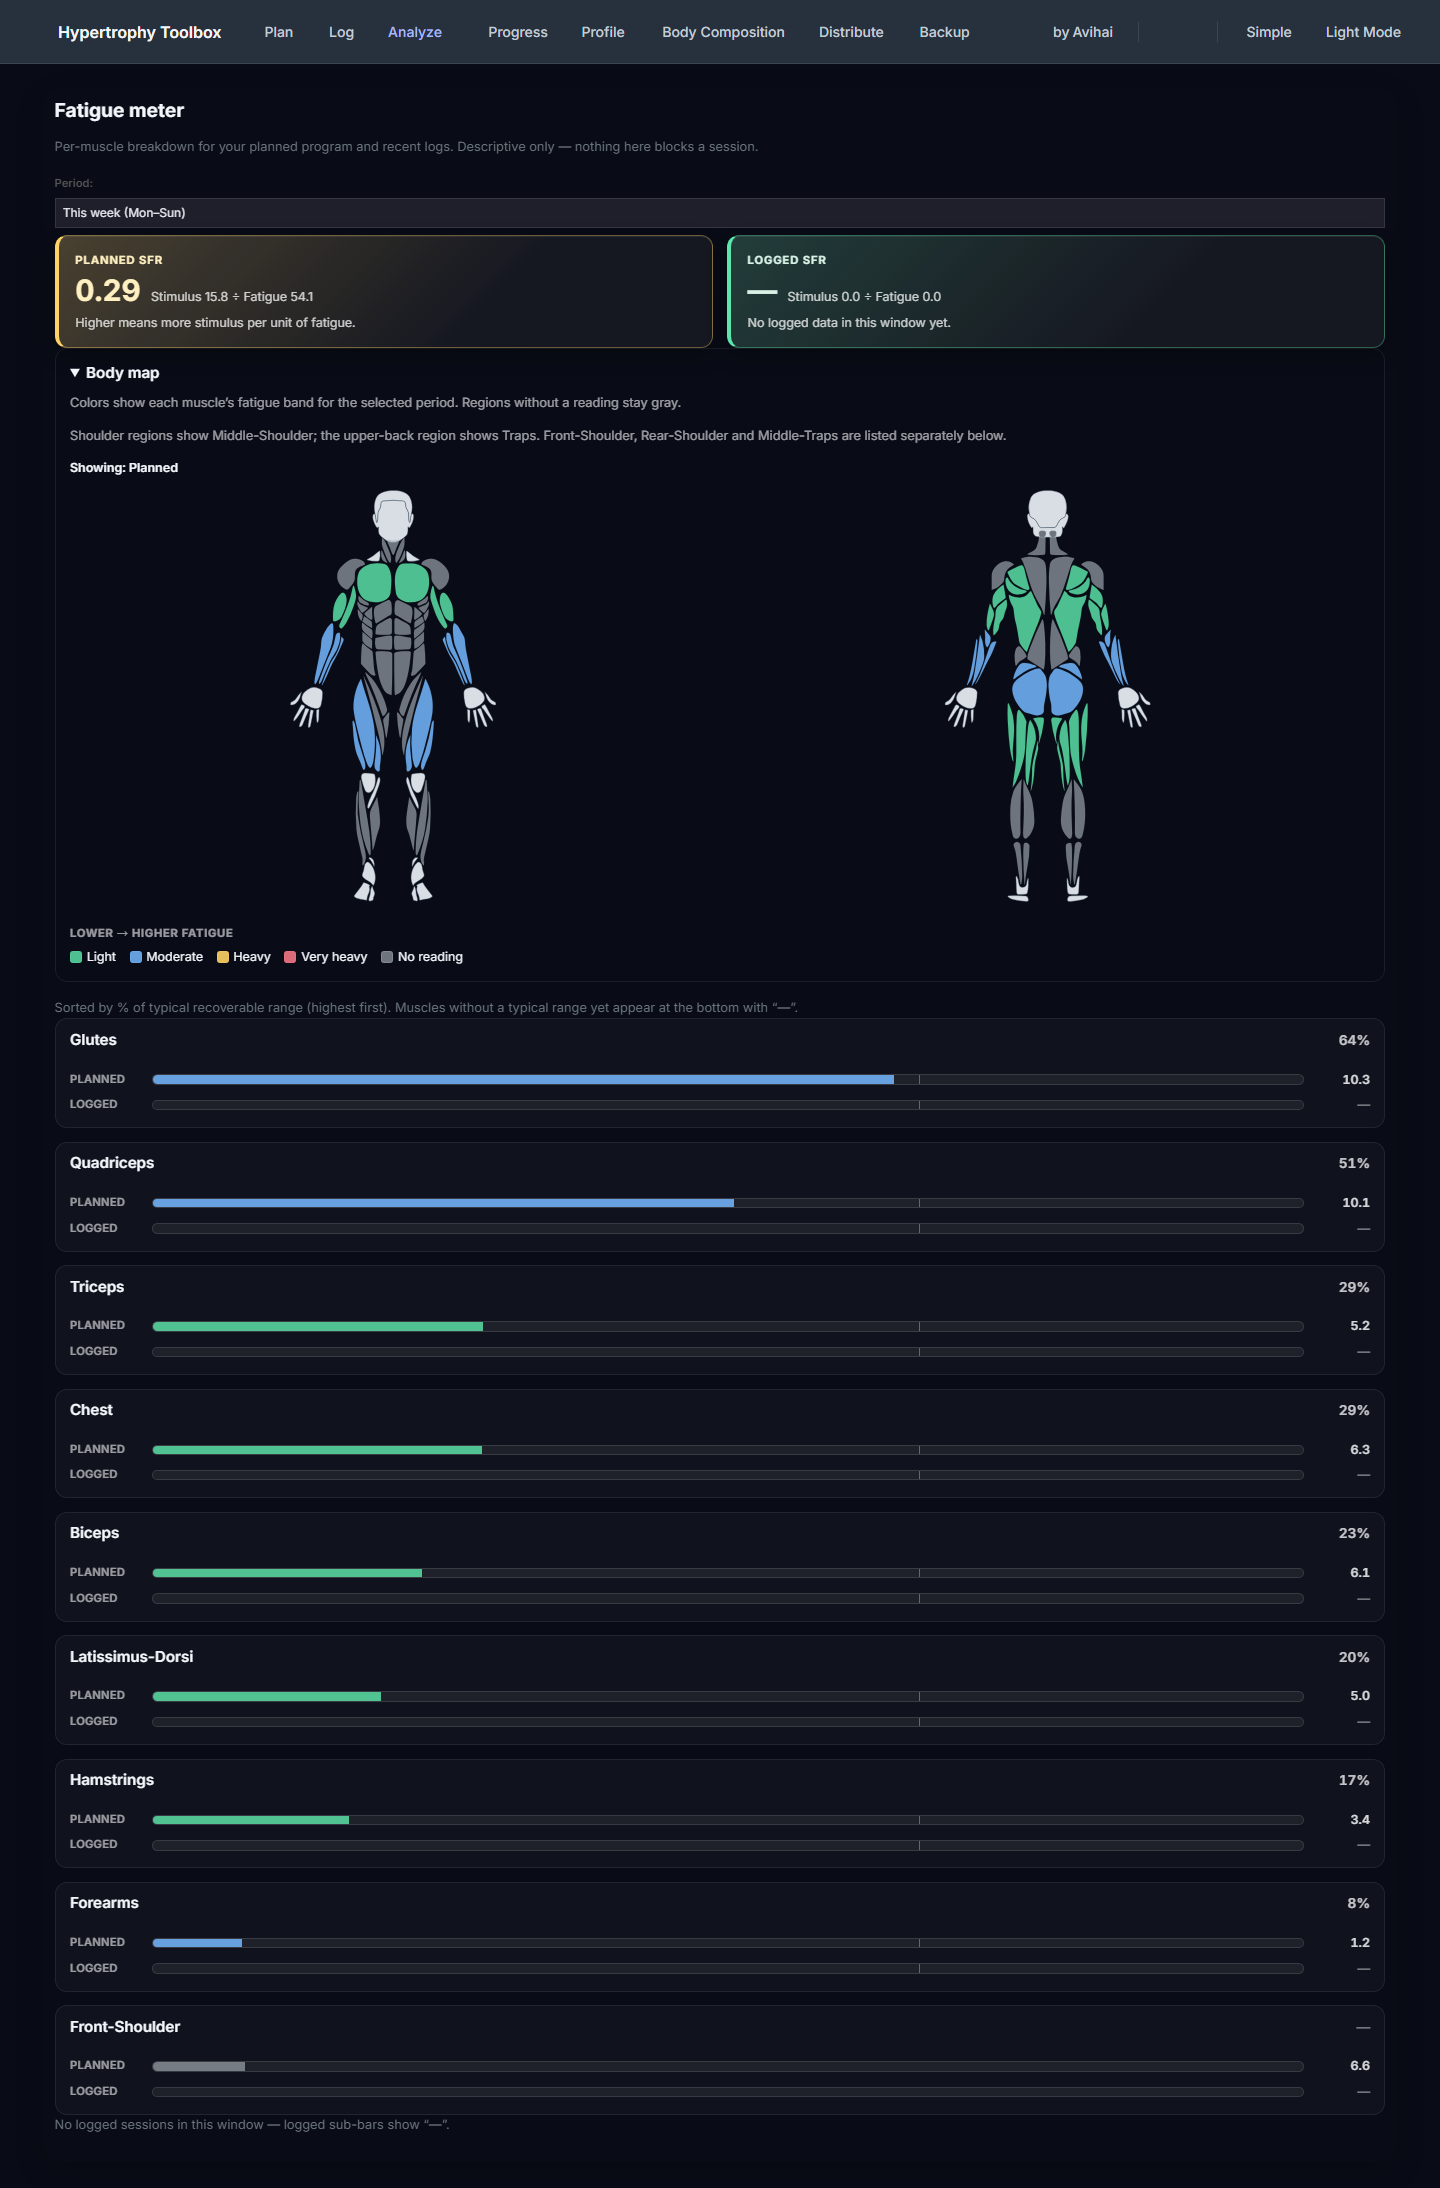 Hypertrophy Toolbox Plan Log Analyze Progress Profile Body Composition Distribute Backup by Avihai Simple Light Mode
Fatigue meter
Per-muscle breakdown for your planned program and recent logs. Descriptive only — nothing here blocks a session.
Period:
This week (Mon–Sun)
PLANNED SFR
0.29 Stimulus 15.8 ÷ Fatigue 54.1
Higher means more stimulus per unit of fatigue.
LOGGED SFR
— Stimulus 0.0 ÷ Fatigue 0.0
No logged data in this window yet.
▼ Body map
Colors show each muscle’s fatigue band for the selected period. Regions without a reading stay gray.
Shoulder regions show Middle-Shoulder; the upper-back region shows Traps. Front-Shoulder, Rear-Shoulder and Middle-Traps are listed separately below.
Showing: Planned
LOWER → HIGHER FATIGUE
Light Moderate Heavy Very heavy No reading
Sorted by % of typical recoverable range (highest first). Muscles without a typical range yet appear at the bottom with “—”.
Glutes 64%
PLANNED 10.3
LOGGED —
Quadriceps 51%
PLANNED 10.1
LOGGED —
Triceps 29%
PLANNED 5.2
LOGGED —
Chest 29%
PLANNED 6.3
LOGGED —
Biceps 23%
PLANNED 6.1
LOGGED —
Latissimus-Dorsi 20%
PLANNED 5.0
LOGGED —
Hamstrings 17%
PLANNED 3.4
LOGGED —
Forearms 8%
PLANNED 1.2
LOGGED —
Front-Shoulder —
PLANNED 6.6
LOGGED —
No logged sessions in this window — logged sub-bars show “—”.